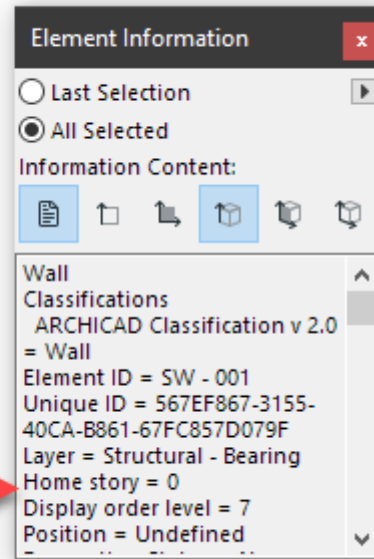 Element Information
x
Last Selection
All Selected
Information Content:
Wall
Classifications
ARCHICAD Classification v 2.0
= Wall
Element ID = SW - 001
Unique ID = 567EF867-3155-
40CA-B861-67FC857D079F
Layer = Structural - Bearing
Home story = 0
Display order level = 7
Position = Undefined